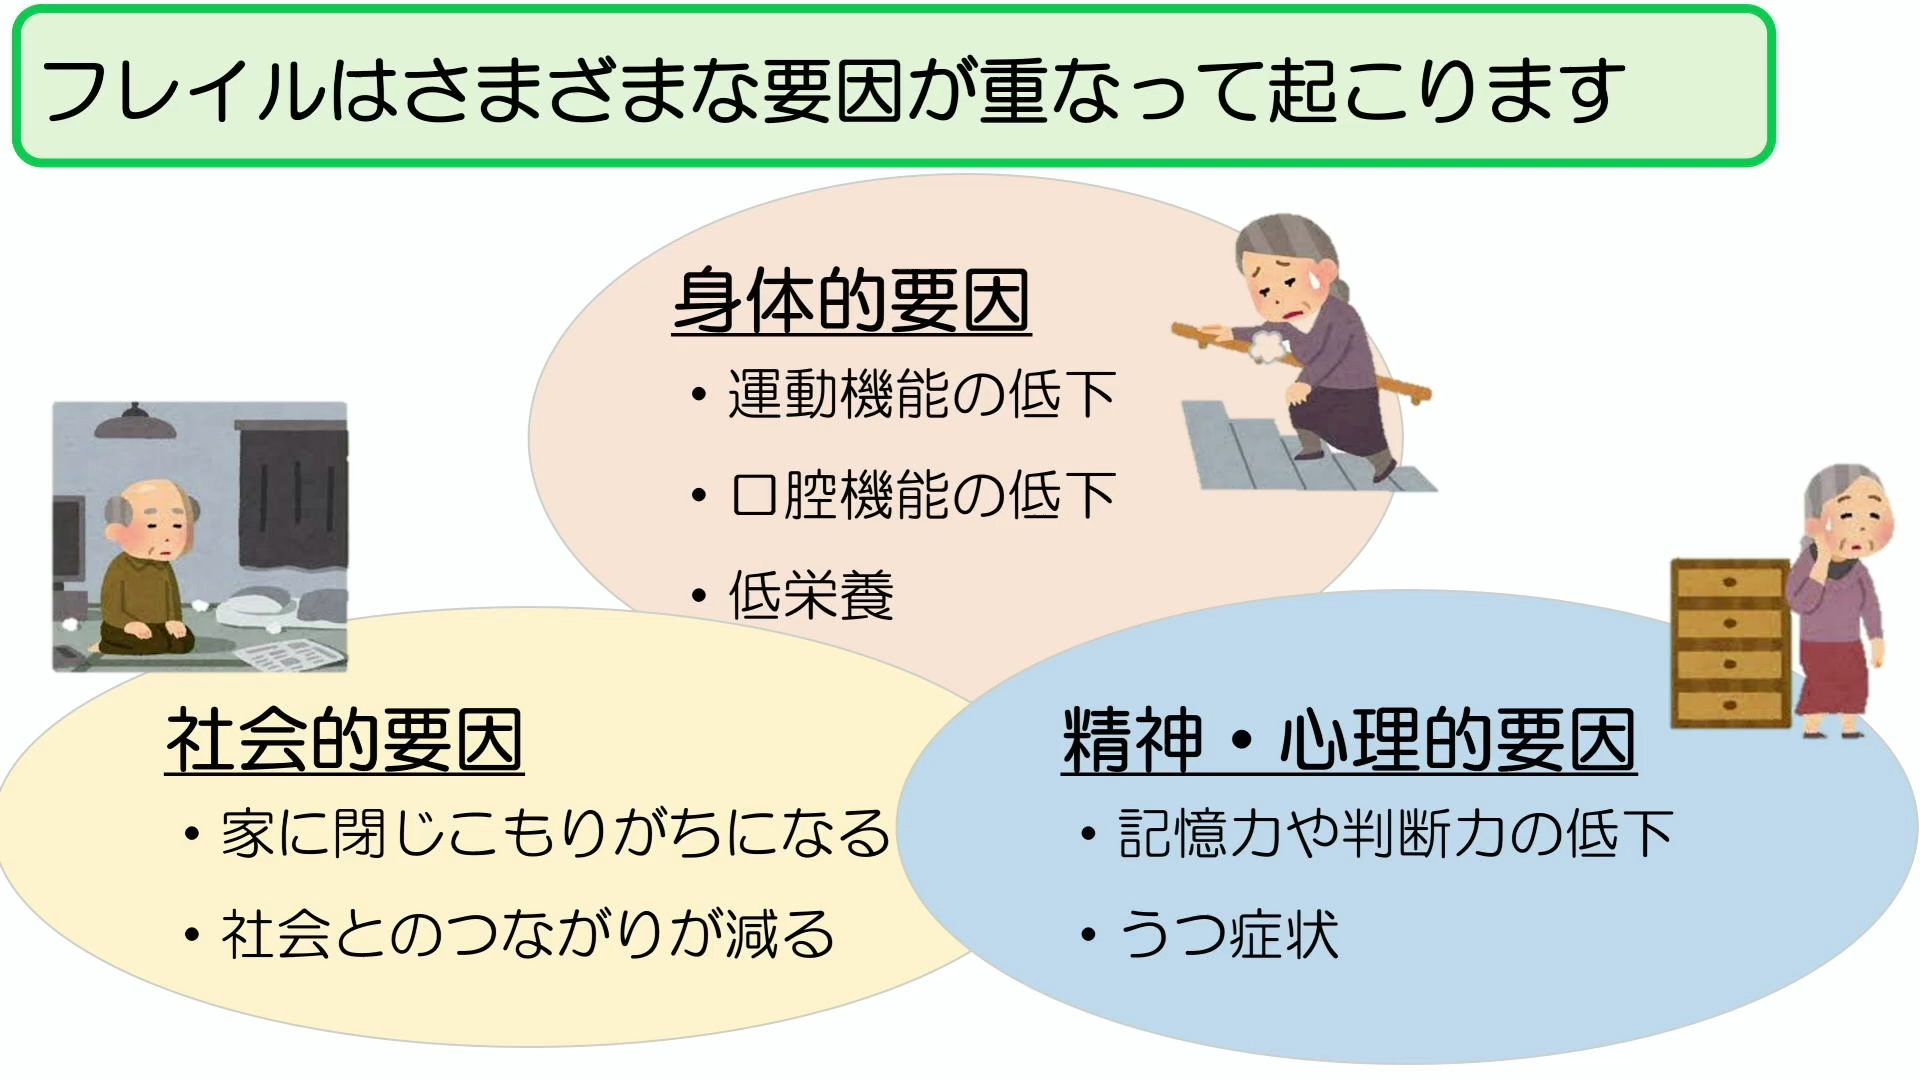 フレイルはさまざまな要因が重なって起こります
身体的要因
・運動機能の低下
・口腔機能の低下
・低栄養
社会的要因
・家に閉じこもりがちになる
・社会とのつながりが減る
精神・心理的要因
・記憶力や判断力の低下
・うつ症状